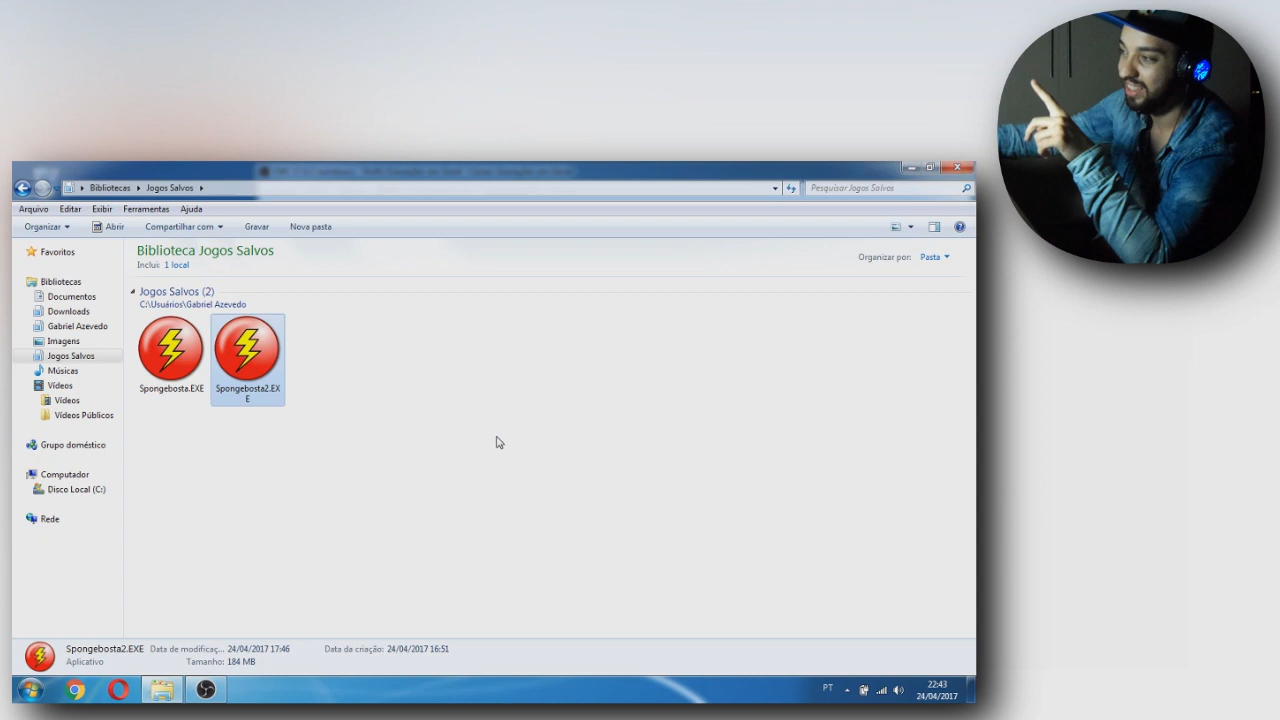 Bibliotecas ▸ Jogos Salvos ▸
Pesquisar Jogos Salvos
Arquivo Editar Exibir Ferramentas Ajuda
Organizar Abrir Compartilhar com Gravar Nova pasta
Favoritos
Bibliotecas
Documentos
Downloads
Gabriel Azevedo
Imagens
Jogos Salvos
Músicas
Vídeos
Vídeos
Vídeos Públicos
Grupo doméstico
Computador
Disco Local (C:)
Rede
Biblioteca Jogos Salvos
Inclui: 1 local
Organizar por: Pasta
Jogos Salvos (2)
C:\Usuários\Gabriel Azevedo
Spongebosta.EXE
Spongebosta2.EX
E
Spongebosta2.EXE Data de modificaç... 24/04/2017 17:46 Data da criação: 24/04/2017 16:51
Aplicativo Tamanho: 184 MB
PT
22:43
24/04/2017